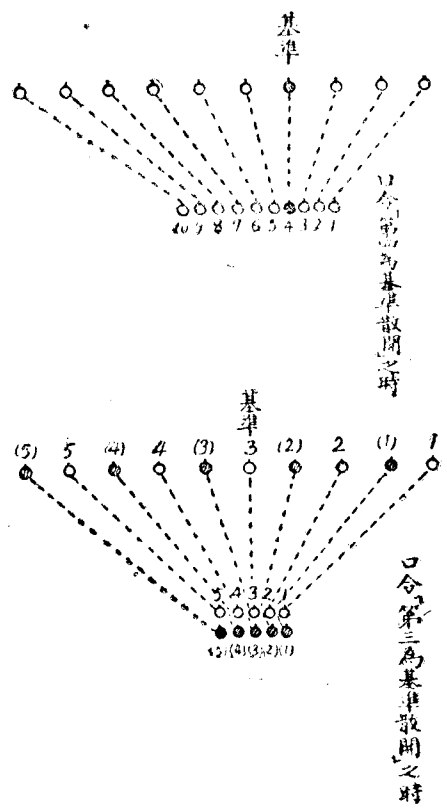 基準
10 9 8 7 6 5 4 3 2 1
口令「第四為基準散開」之時
基準
(5) 5 (4) 4 (3) 3 (2) 2 (1) 1
5 4 3 2 1
(5) (4) (3) (2) (1)
口令「第三為基準散開」之時